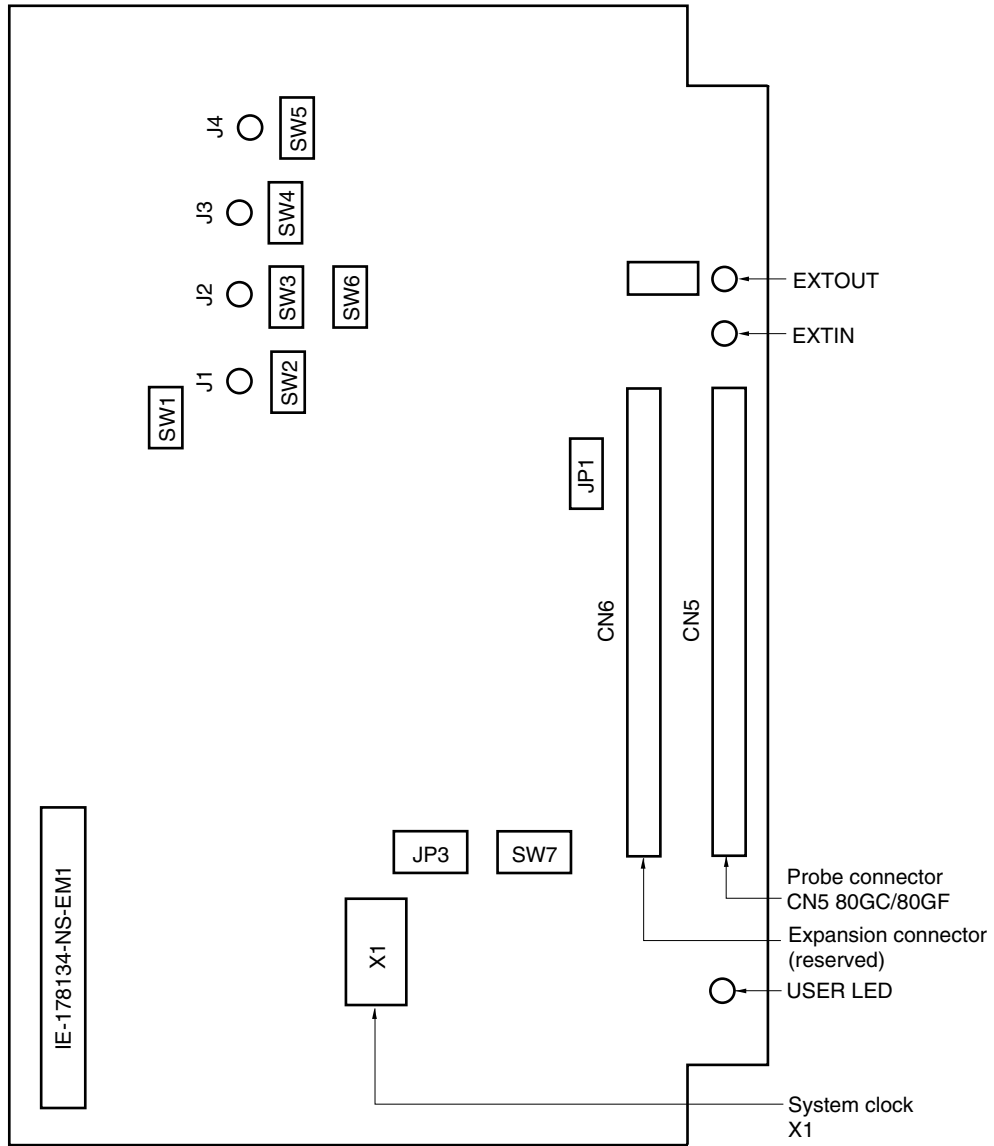 J4
SW5
J3
SW4
J2
SW3
SW6
EXTOUT
EXTIN
J1
SW2
SW1
JP1
CN6
CN5
JP3
SW7
Probe connector
CN5 80GC/80GF
Expansion connector
(reserved)
USER LED
X1
IE-178134-NS-EM1
System clock
X1